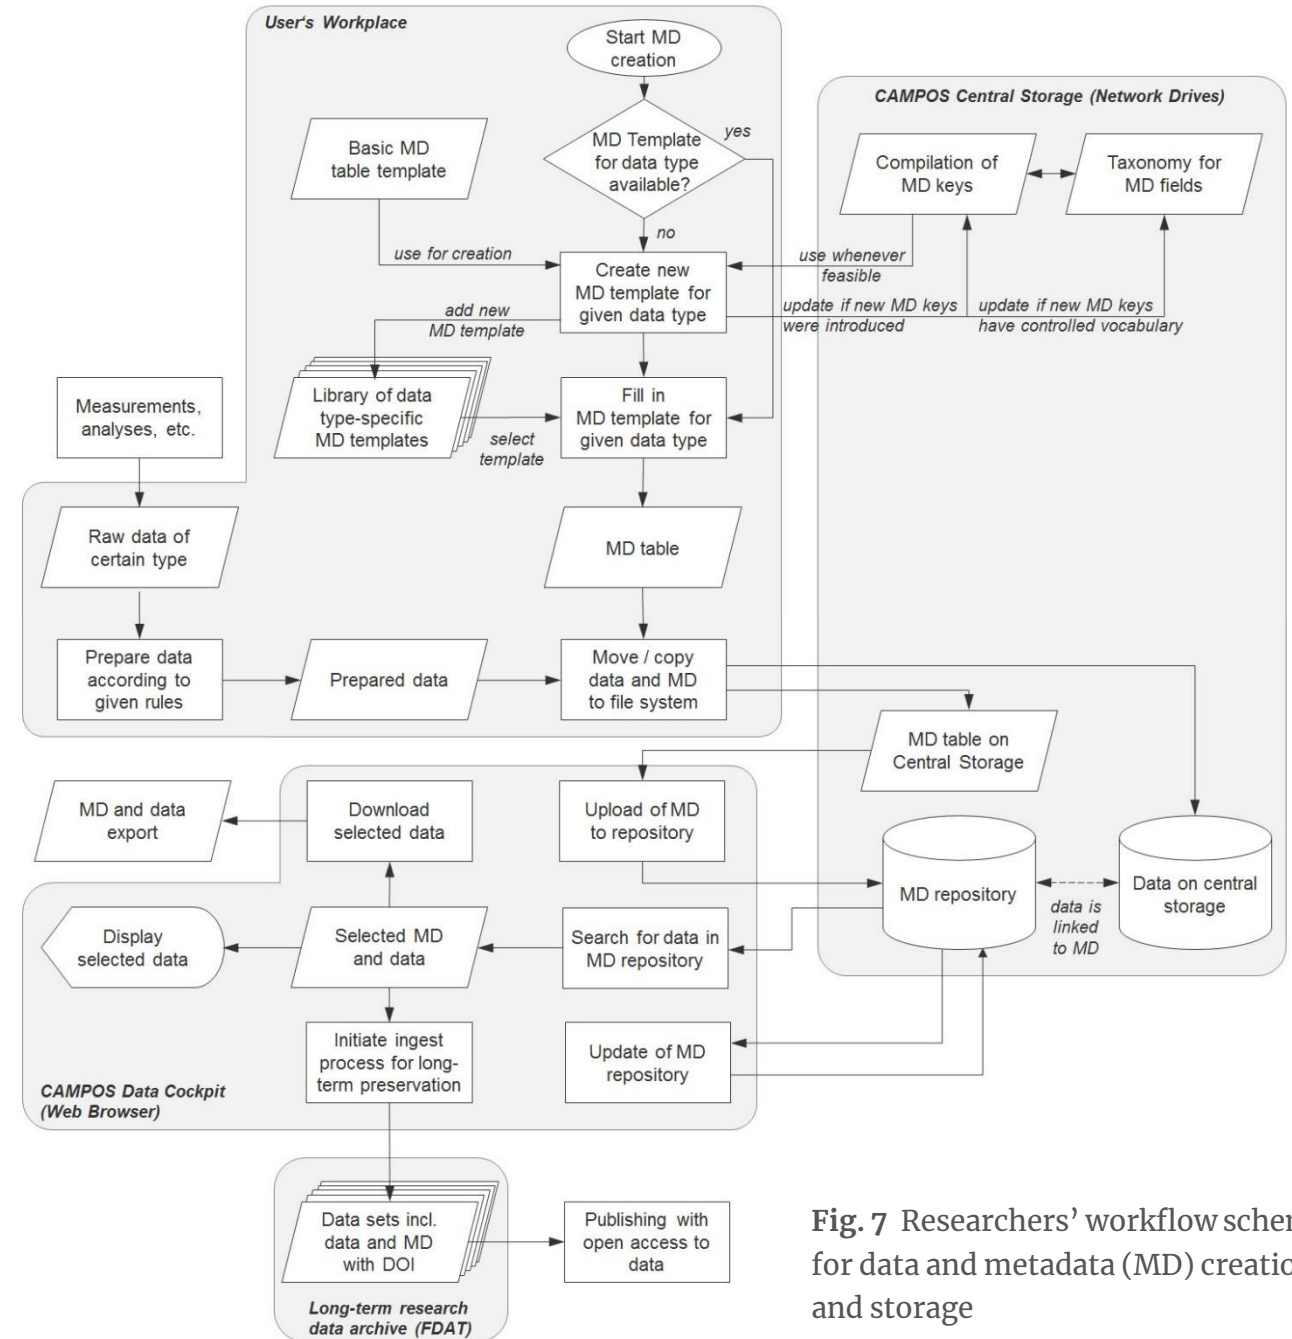 User's Workplace
Start MD
creation
CAMPOS Central Storage (Network Drives)
Basic MD
table template
MD Template
for data type
available?
yes
no
Compilation of
MD keys
Taxonomy for
MD fields
use for creation
Create new
MD template for
given data type
use whenever
feasible
add new
MD template
update if new MD keys
were introduced
update if new MD keys
have controlled vocabulary
Measurements,
analyses, etc.
Library of data
type-specific
MD templates
select
template
Fill in
MD template for
given data type
Raw data of
certain type
MD table
Prepare data
according to
given rules
Prepared data
Move / copy
data and MD
to file system
MD table on
Central Storage
MD and data
export
Download
selected data
Upload of MD
to repository
MD repository
data is
linked
to MD
Data on central
storage
Display
selected data
Selected MD
and data
Search for data in
MD repository
Initiate ingest
process for long-
term preservation
Update of MD
repository
CAMPOS Data Cockpit
(Web Browser)
Data sets incl.
data and MD
with DOI
Publishing with
open access to
data
Long-term research
data archive (FDAT)
Fig. 7 Researchers' workflow scher
for data and metadata (MD) creatio
and storage